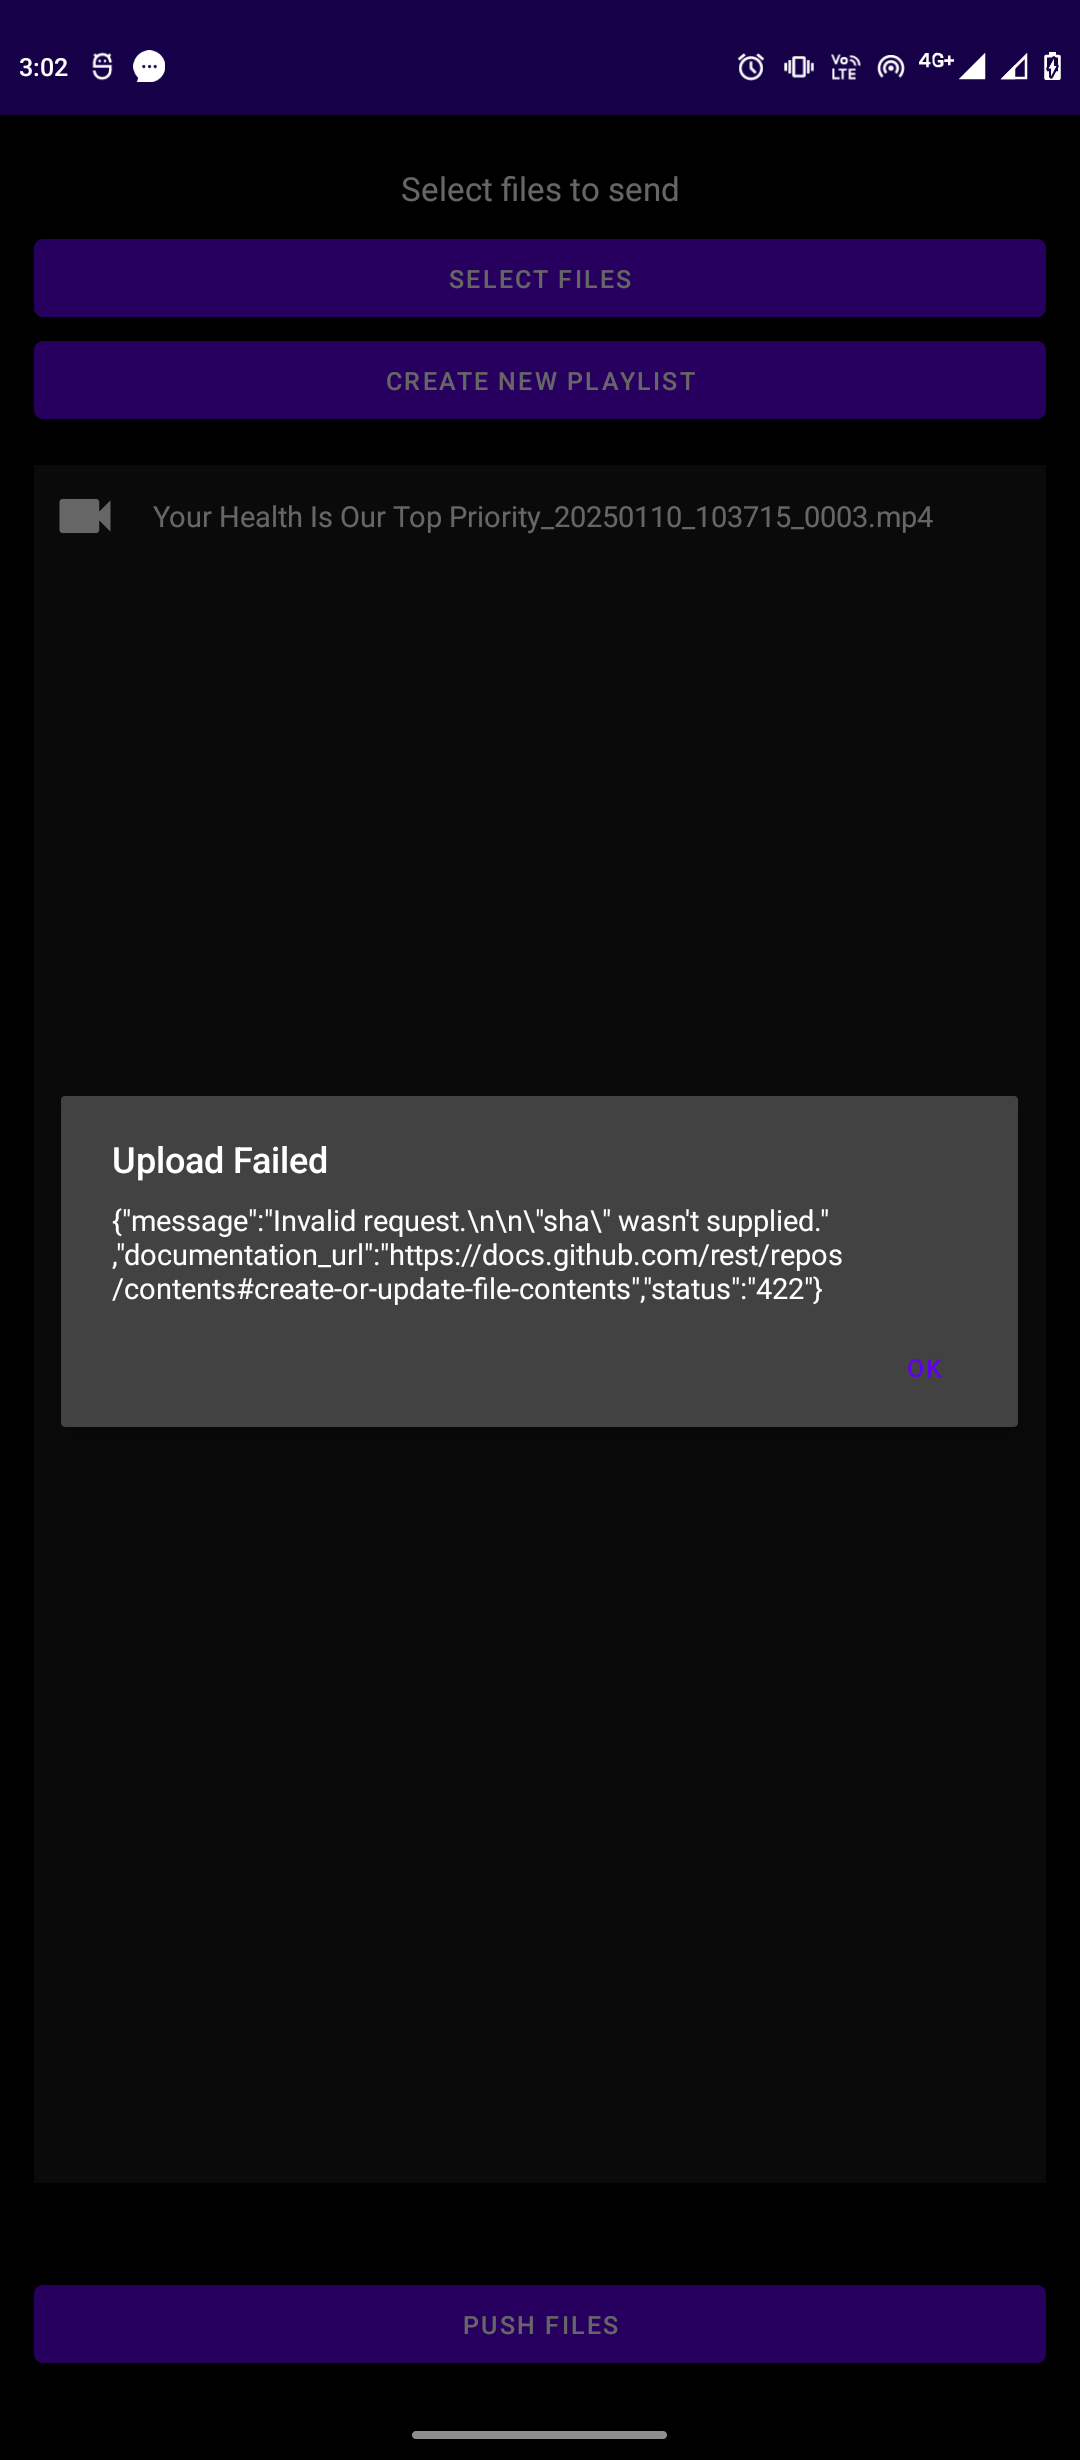 3:02
Vo LTE
4G+
Select files to send
SELECT FILES
CREATE NEW PLAYLIST
Your Health Is Our Top Priority_20250110_103715_0003.mp4
Upload Failed
{"message":"Invalid request.\n\n\"sha\" wasn't supplied."
,"documentation_url":"https://docs.github.com/rest/repos
/contents#create-or-update-file-contents","status":"422"}
OK
PUSH FILES